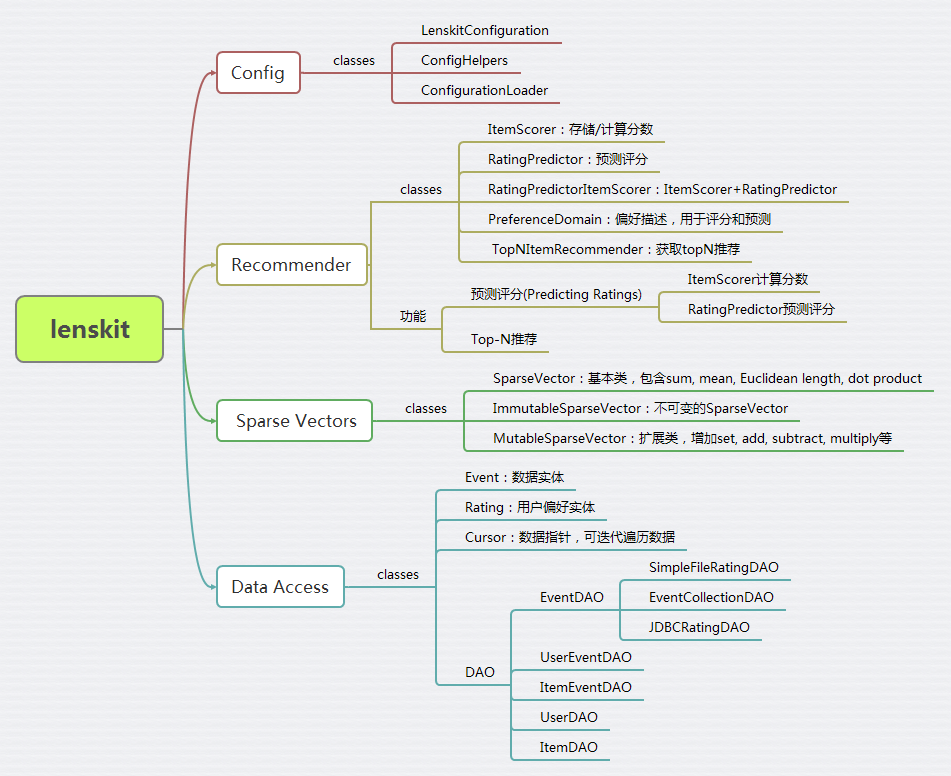 lenskit
Config
classes
LenskitConfiguration
ConfigHelpers
ConfigurationLoader
Recommender
classes
ItemScorer：存储/计算分数
RatingPredictor：预测评分
RatingPredictorItemScorer：ItemScorer+RatingPredictor
PreferenceDomain：偏好描述，用于评分和预测
TopNItemRecommender：获取topN推荐
功能
预测评分(Predicting Ratings)
ItemScorer计算分数
RatingPredictor预测评分
Top-N推荐
Sparse Vectors
classes
SparseVector：基本类，包含sum, mean, Euclidean length, dot product
ImmutableSparseVector：不可变的SparseVector
MutableSparseVector：扩展类，增加set, add, subtract, multiply等
Data Access
classes
Event：数据实体
Rating：用户偏好实体
Cursor：数据指针，可迭代遍历数据
DAO
EventDAO
SimpleFileRatingDAO
EventCollectionDAO
JDBCRatingDAO
UserEventDAO
ItemEventDAO
UserDAO
ItemDAO